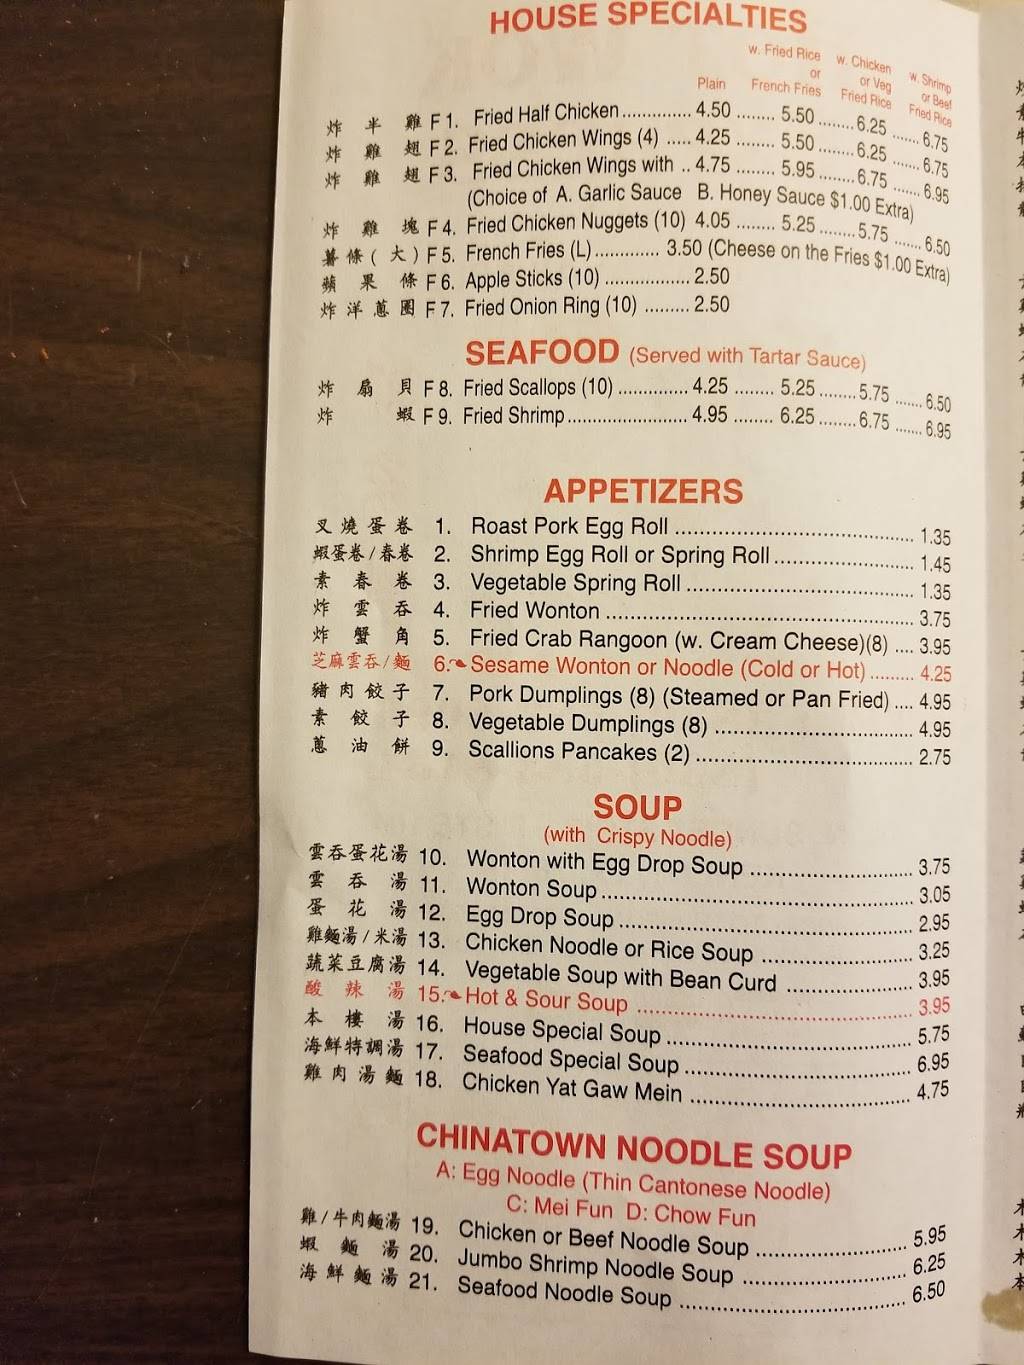 HOUSE SPECIALTIES
Plain
w. Fried Rice
or
French Fries
w. Chicken
or Veg
Fried Rice
w. Shrimp
or Beef
Fried Rice
炸半雞 F 1. Fried Half Chicken ............. 4.50 ........ 5.50 ........ 6.25 ....... 6.75
炸雞翅 F 2. Fried Chicken Wings (4) ..... 4.25 ........ 5.50 ........ 6.25 ....... 6.75
炸雞翅 F 3. Fried Chicken Wings with .. 4.75 ........ 5.95 ........ 6.75 ....... 6.95
(Choice of A. Garlic Sauce B. Honey Sauce $1.00 Extra)
炸雞塊 F 4. Fried Chicken Nuggets (10) 4.05 ........ 5.25 ........ 5.75 ....... 6.50
薯條(大) F 5. French Fries (L)............. 3.50 (Cheese on the Fries $1.00 Extra)
蘋果條 F 6. Apple Sticks (10) ................. 2.50
炸洋蔥圈 F 7. Fried Onion Ring (10) ......... 2.50
SEAFOOD (Served with Tartar Sauce)
炸扇貝 F 8. Fried Scallops (10) .............. 4.25 ........ 5.25 ........ 5.75 ....... 6.50
炸蝦 F 9. Fried Shrimp........................ 4.95 ........ 6.25 ........ 6.75 ....... 6.95
APPETIZERS
叉燒蛋卷 1. Roast Pork Egg Roll ....................................... 1.35
蝦蛋卷/春卷 2. Shrimp Egg Roll or Spring Roll....................... 1.45
素春卷 3. Vegetable Spring Roll ..................................... 1.35
炸雲吞 4. Fried Wonton .................................................. 3.75
炸蟹角 5. Fried Crab Rangoon (w. Cream Cheese)(8) .... 3.95
芝麻雲吞/麵 6. Sesame Wonton or Noodle (Cold or Hot) ......... 4.25
豬肉餃子 7. Pork Dumplings (8) (Steamed or Pan Fried) .... 4.95
素餃子 8. Vegetable Dumplings (8) ................................ 4.95
蔥油餅 9. Scallions Pancakes (2) ................................... 2.75
SOUP
(with Crispy Noodle)
雲吞蛋花湯 10. Wonton with Egg Drop Soup .......................... 3.75
雲吞湯 11. Wonton Soup .................................................. 3.05
蛋花湯 12. Egg Drop Soup ............................................... 2.95
雞麵湯/米湯 13. Chicken Noodle or Rice Soup ........................ 3.25
蔬菜豆腐湯 14. Vegetable Soup with Bean Curd .................... 3.95
酸辣湯 15. Hot & Sour Soup ............................................ 3.95
本樓湯 16. House Special Soup ....................................... 5.75
海鮮特調湯 17. Seafood Special Soup .................................... 6.95
雞肉湯麵 18. Chicken Yat Gaw Mein ................................... 4.75
CHINATOWN NOODLE SOUP
A: Egg Noodle (Thin Cantonese Noodle)
C: Mei Fun D: Chow Fun
雞/牛肉麵湯 19. Chicken or Beef Noodle Soup ........................ 5.95
蝦麵湯 20. Jumbo Shrimp Noodle Soup .......................... 6.25
海鮮麵湯 21. Seafood Noodle Soup .................................... 6.50